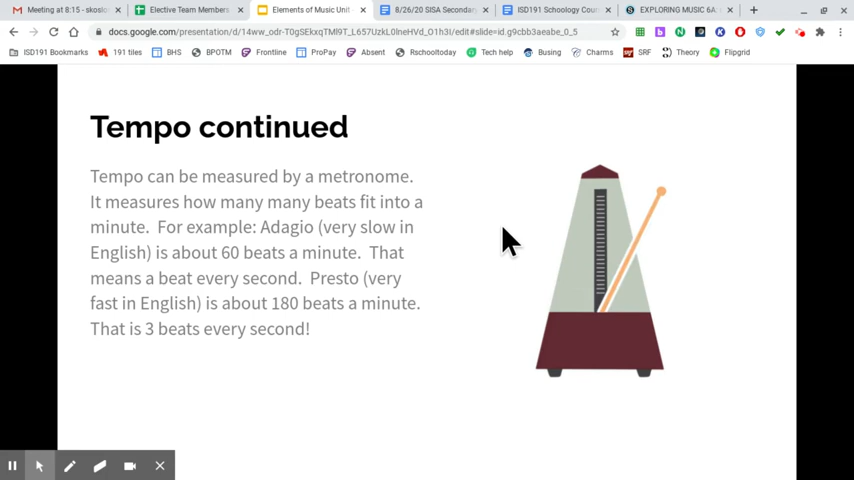 Meeting at 8:15 - skosio
Elective Team Members
Elements of Music Unit -
8/26/20 SISA Secondary
ISD191 Schoology Cour
EXPLORING MUSIC 6A:
docs.google.com/presentation/d/14ww_odr-T0gSEkxqTMl9T_L657UzkL0lneHVd_O1h3I/edit#slide=id.g9cbb3aeabe_0_5
ISD191 Bookmarks
191 tiles
BHS
BPOTM
Frontline
ProPay
Absent
Rschooltoday
Tech help
Busing
Charms
SRF
Theory
Flipgrid
Tempo continued
Tempo can be measured by a metronome.
It measures how many many beats fit into a
minute. For example: Adagio (very slow in
English) is about 60 beats a minute. That
means a beat every second. Presto (very
fast in English) is about 180 beats a minute.
That is 3 beats every second!